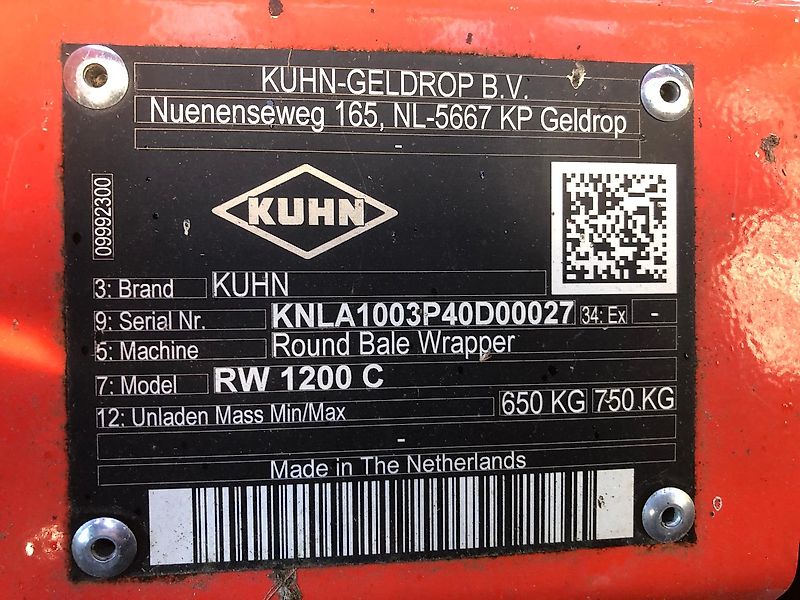 KUHN-GELDROP B.V.
Nuenenseweg 165, NL-5667 KP Geldrop
-
09992300
KUHN
3: Brand KUHN
9: Serial Nr. KNLA1003P40D00027 34: Ex -
5: Machine Round Bale Wrapper
7: Model RW 1200 C
12: Unladen Mass Min/Max 650 KG 750 KG
-
Made in The Netherlands